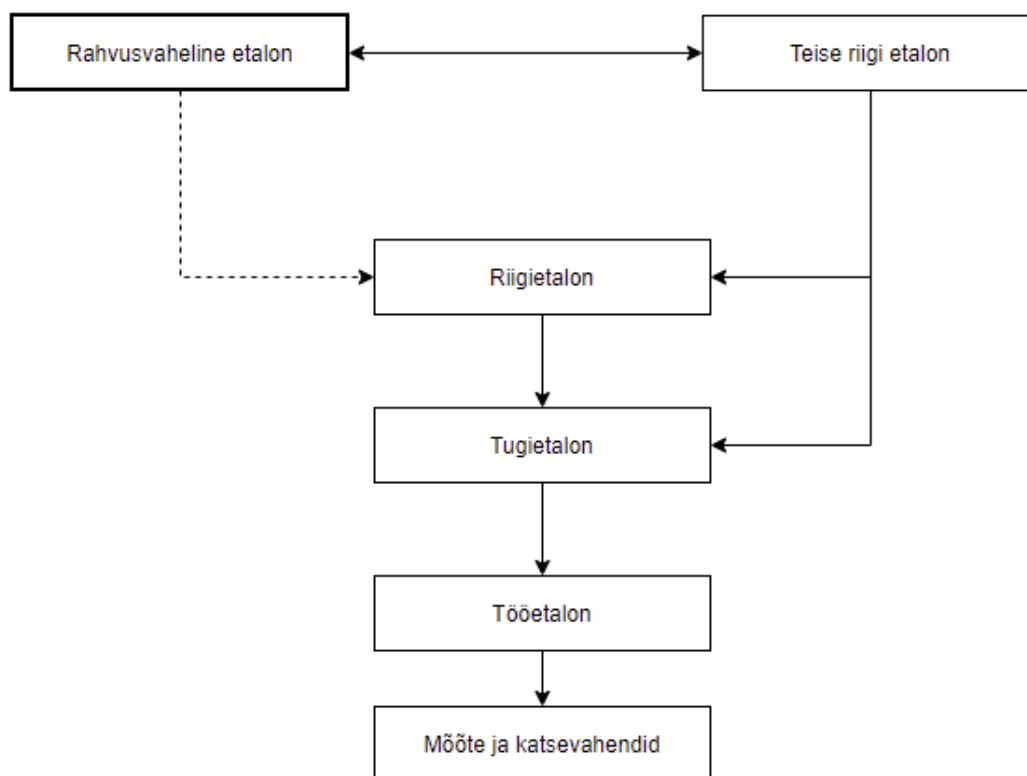 Rahvusvaheline etalon
Teise riigi etalon
Riigietalon
Tugietalon
Tööetalon
Mõõte ja katsevahendid